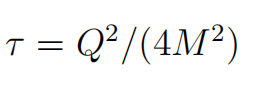 τ = Q²/(4M²)